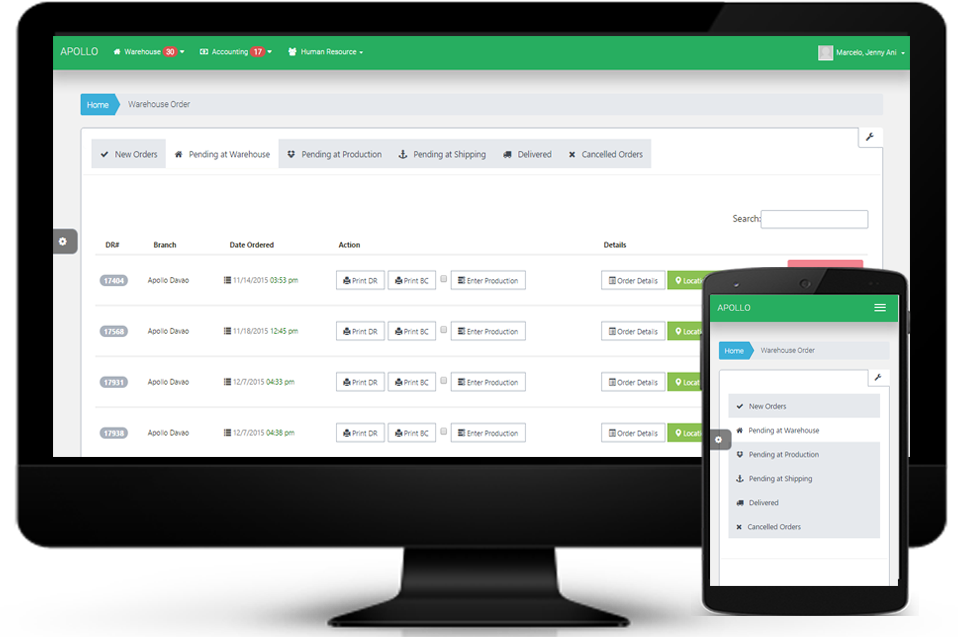 APOLLO Warehouse 30 Accounting 17 Human Resource Marcelo, Jenny Ani
Home Warehouse Order
New Orders Pending at Warehouse Pending at Production Pending at Shipping Delivered Cancelled Orders
Search:
DR# Branch Date Ordered Action Details
17404 Apollo Davao 11/14/2015 03:53 pm Print DR Print BC Enter Production Order Details Locati
17568 Apollo Davao 11/18/2015 12:45 pm Print DR Print BC Enter Production Order Details Locat
17931 Apollo Davao 12/7/2015 04:33 pm Print DR Print BC Enter Production Order Details Locat
17938 Apollo Davao 12/7/2015 04:38 pm Print DR Print BC Enter Production Order Details Locat
APOLLO
Home Warehouse Order
New Orders
Pending at Warehouse
Pending at Production
Pending at Shipping
Delivered
Cancelled Orders